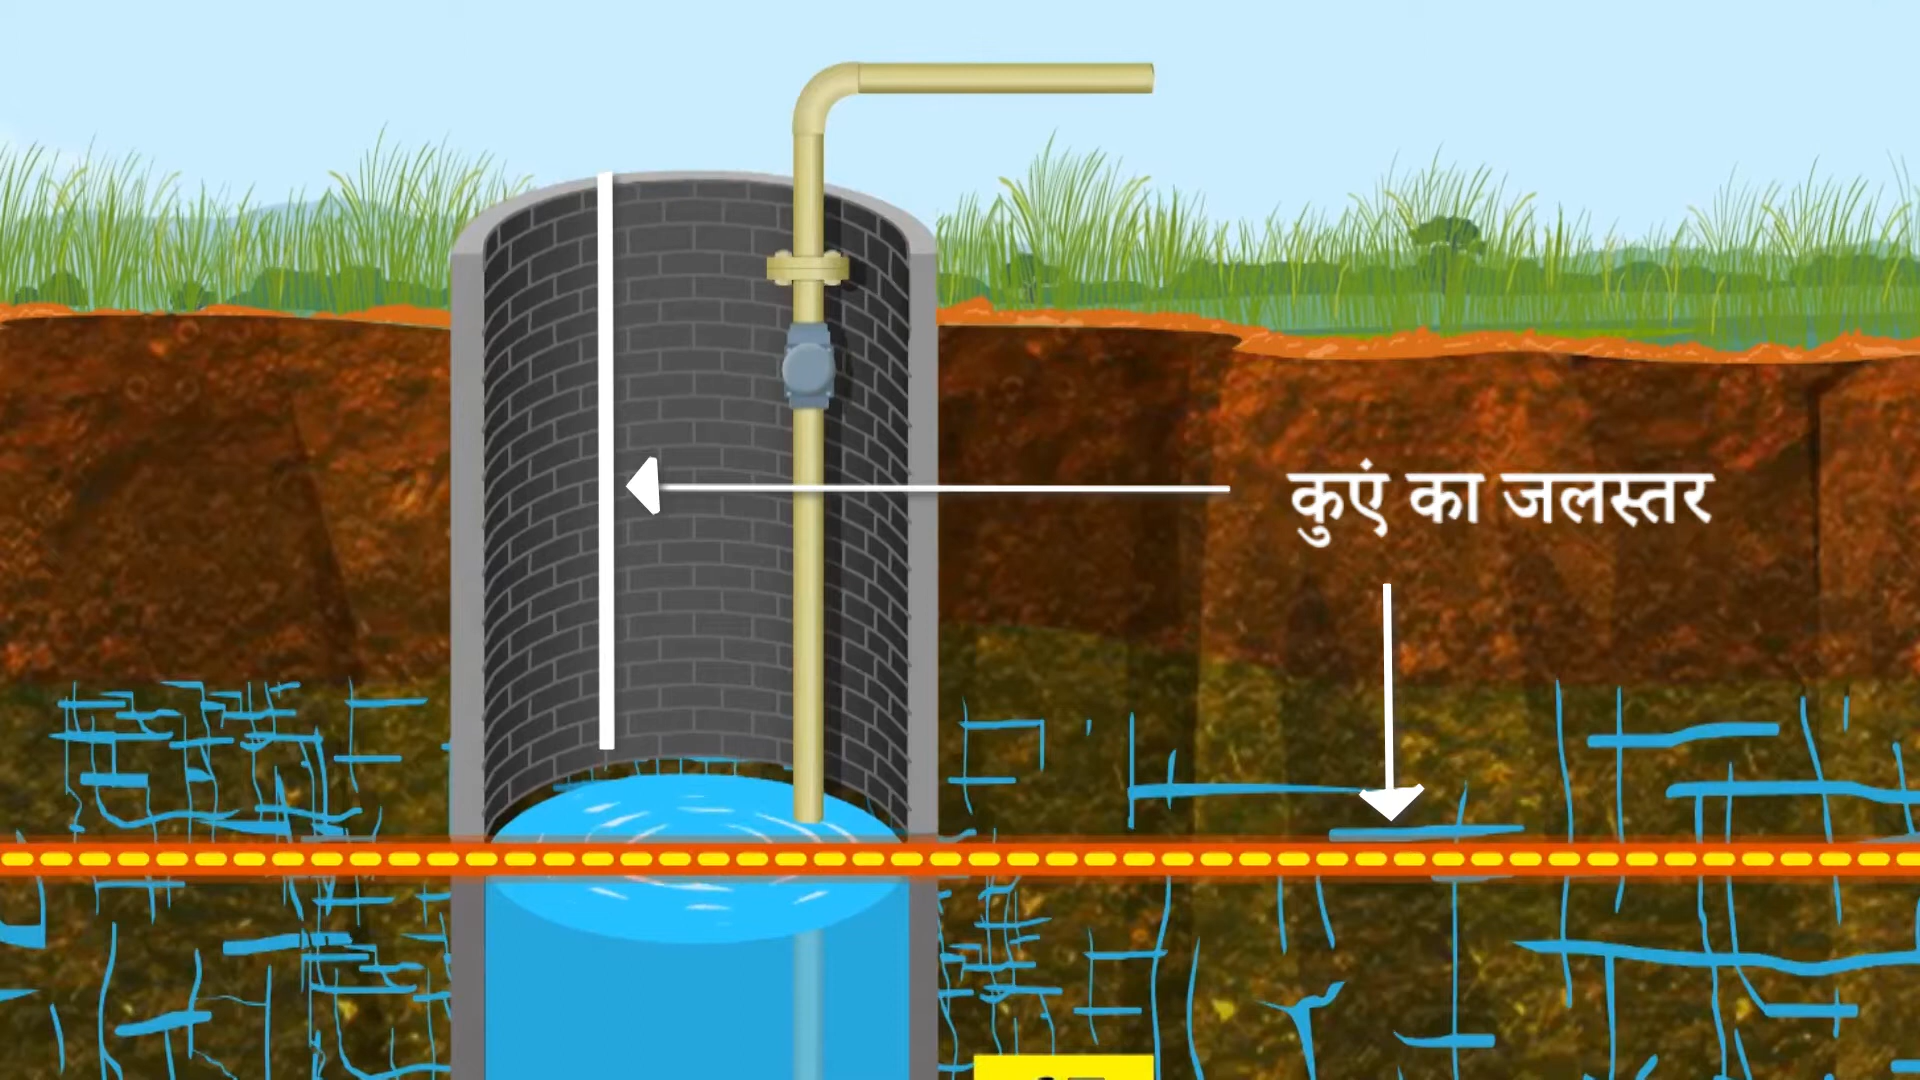 कुएं का जलस्तर